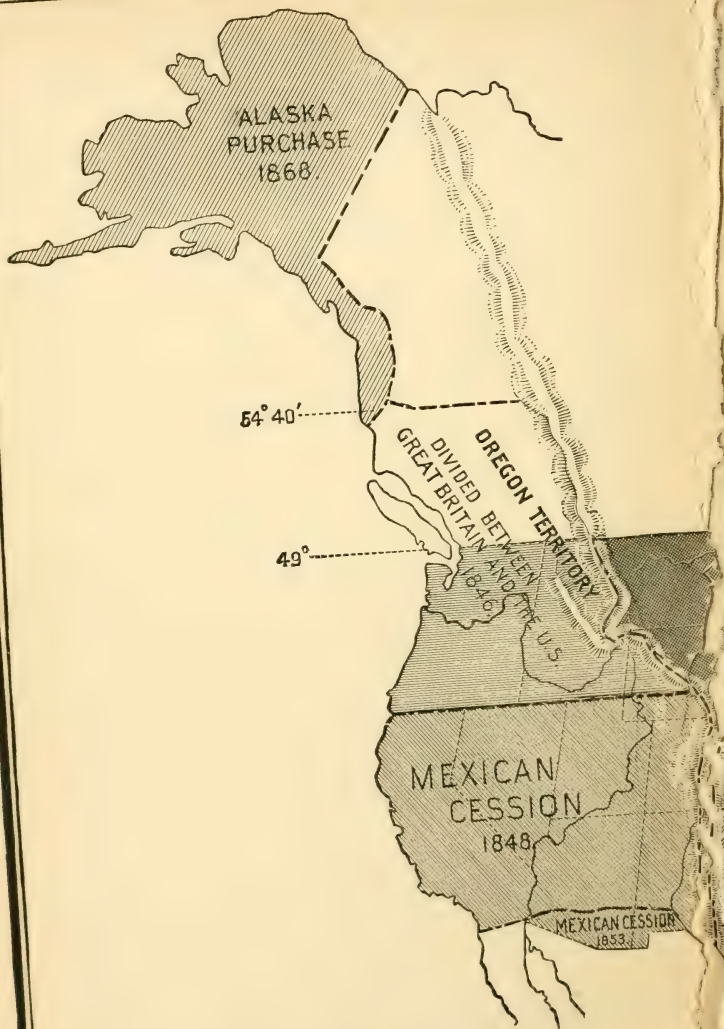 ALASKA
PURCHASE
1868.
54° 40'
OREGON TERRITORY
DIVIDED BETWEEN
GREAT BRITAIN AND THE U.S.
1846.
49°
MEXICAN
CESSION
1848
MEXICAN CESSION
1853.